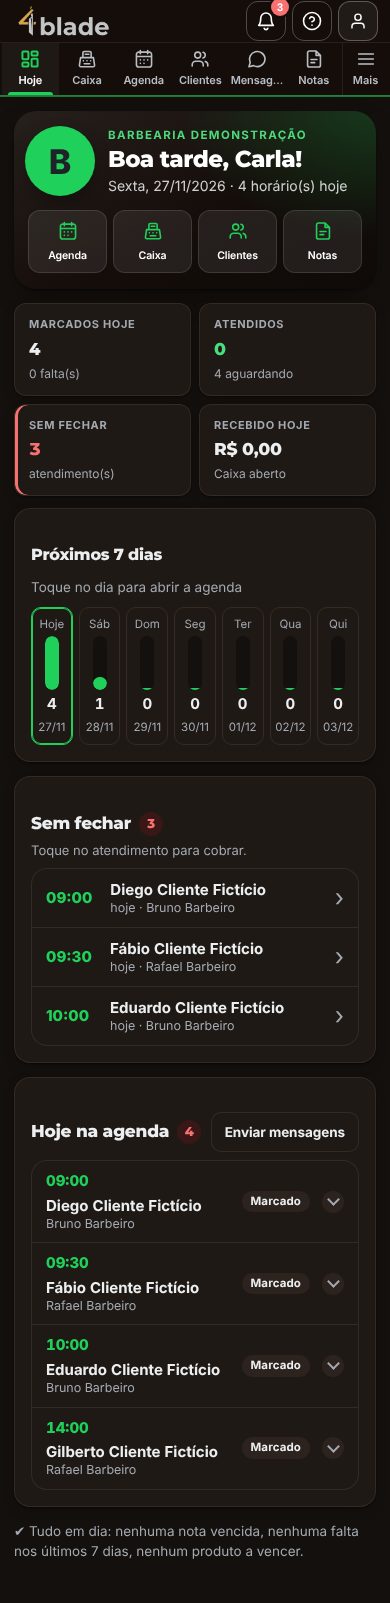 4blade
3
Hoje
Caixa
Agenda
Clientes
Mensag...
Notas
Mais
B
BARBEARIA DEMONSTRAÇÃO
Boa tarde, Carla!
Sexta, 27/11/2026 · 4 horário(s) hoje
Agenda
Caixa
Clientes
Notas
MARCADOS HOJE
4
0 falta(s)
ATENDIDOS
0
4 aguardando
SEM FECHAR
3
atendimento(s)
RECEBIDO HOJE
R$ 0,00
Caixa aberto
Próximos 7 dias
Toque no dia para abrir a agenda
Hoje
4
27/11
Sáb
1
28/11
Dom
0
29/11
Seg
0
30/11
Ter
0
01/12
Qua
0
02/12
Qui
0
03/12
Sem fechar 3
Toque no atendimento para cobrar.
09:00
Diego Cliente Fictício
hoje · Bruno Barbeiro
09:30
Fábio Cliente Fictício
hoje · Rafael Barbeiro
10:00
Eduardo Cliente Fictício
hoje · Bruno Barbeiro
Hoje na agenda 4
Enviar mensagens
09:00
Diego Cliente Fictício
Bruno Barbeiro
Marcado
09:30
Fábio Cliente Fictício
Rafael Barbeiro
Marcado
10:00
Eduardo Cliente Fictício
Bruno Barbeiro
Marcado
14:00
Gilberto Cliente Fictício
Rafael Barbeiro
Marcado
✔ Tudo em dia: nenhuma nota vencida, nenhuma falta
nos últimos 7 dias, nenhum produto a vencer.